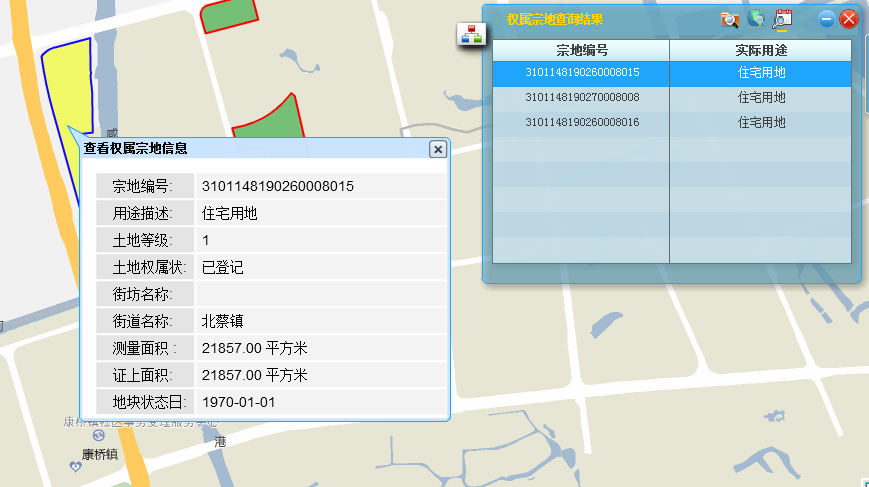 权属宗地查询结果
宗地编号 实际用途
3101148190260008015 住宅用地
3101148190270008008 住宅用地
3101148190260008016 住宅用地
咸
查看权属宗地信息
宗地编号: 3101148190260008015
用途描述: 住宅用地
土地等级: 1
土地权属状: 已登记
街坊名称:
街道名称: 北蔡镇
测量面积 : 21857.00 平方米
证上面积: 21857.00 平方米
地块状态日: 1970-01-01
康桥镇社区事务受理服务中心
港
康桥镇